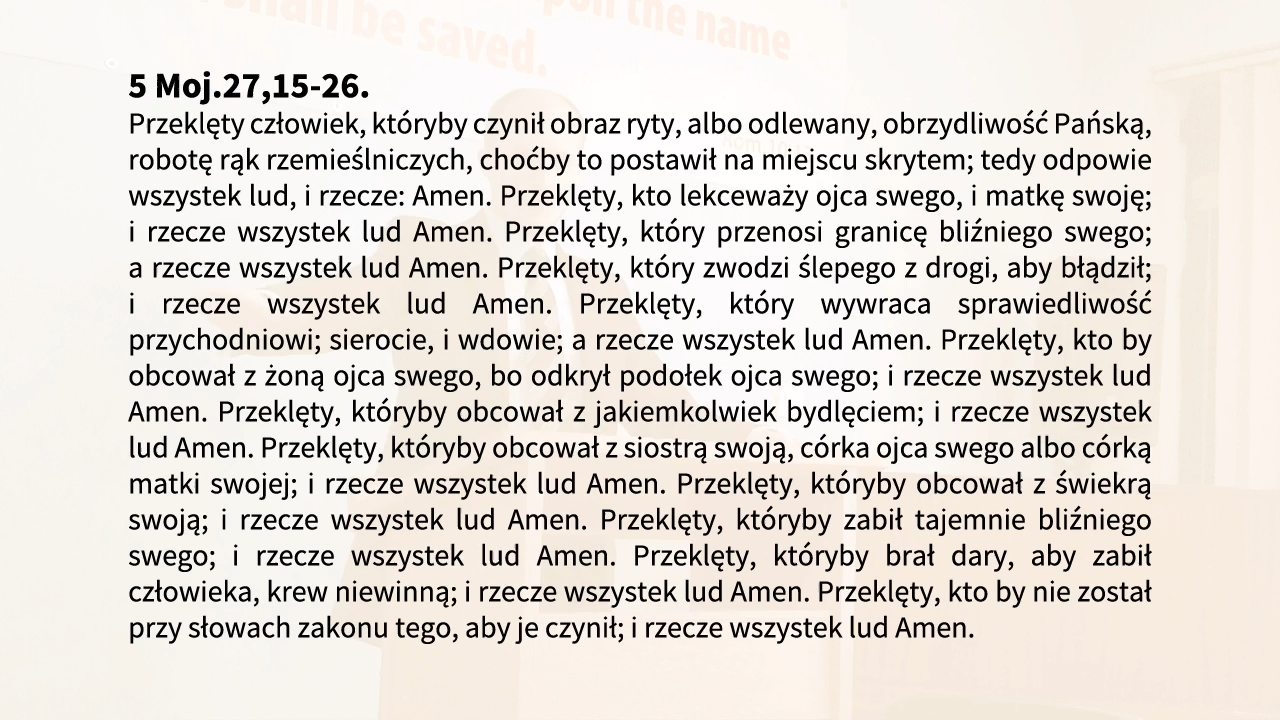 shall be saved.
upon the name
5 Moj.27,15-26.
Przeklęty człowiek, któryby czynił obraz ryty, albo odlewany, obrzydliwość Pańską,
robotę rąk rzemieślniczych, choćby to postawił na miejscu skrytem; tedy odpowie
wszystek lud, i rzecze: Amen. Przeklęty, kto lekceważy ojca swego, i matkę swoję;
i rzecze wszystek lud Amen. Przeklęty, który przenosi granicę bliźniego swego;
a rzecze wszystek lud Amen. Przeklęty, który zwodzi ślepego z drogi, aby błądził;
i rzecze wszystek lud Amen. Przeklęty, który wywraca sprawiedliwość
przychodniowi; sierocie, i wdowie; a rzecze wszystek lud Amen. Przeklęty, kto by
obcował z żoną ojca swego, bo odkrył podołek ojca swego; i rzecze wszystek lud
Amen. Przeklęty, któryby obcował z jakiemkolwiek bydlęciem; i rzecze wszystek
lud Amen. Przeklęty, któryby obcował z siostrą swoją, córka ojca swego albo córką
matki swojej; i rzecze wszystek lud Amen. Przeklęty, któryby obcował z świekrą
swoją; i rzecze wszystek lud Amen. Przeklęty, któryby zabił tajemnie bliźniego
swego; i rzecze wszystek lud Amen. Przeklęty, któryby brał dary, aby zabił
człowieka, krew niewinną; i rzecze wszystek lud Amen. Przeklęty, kto by nie został
przy słowach zakonu tego, aby je czynił; i rzecze wszystek lud Amen.